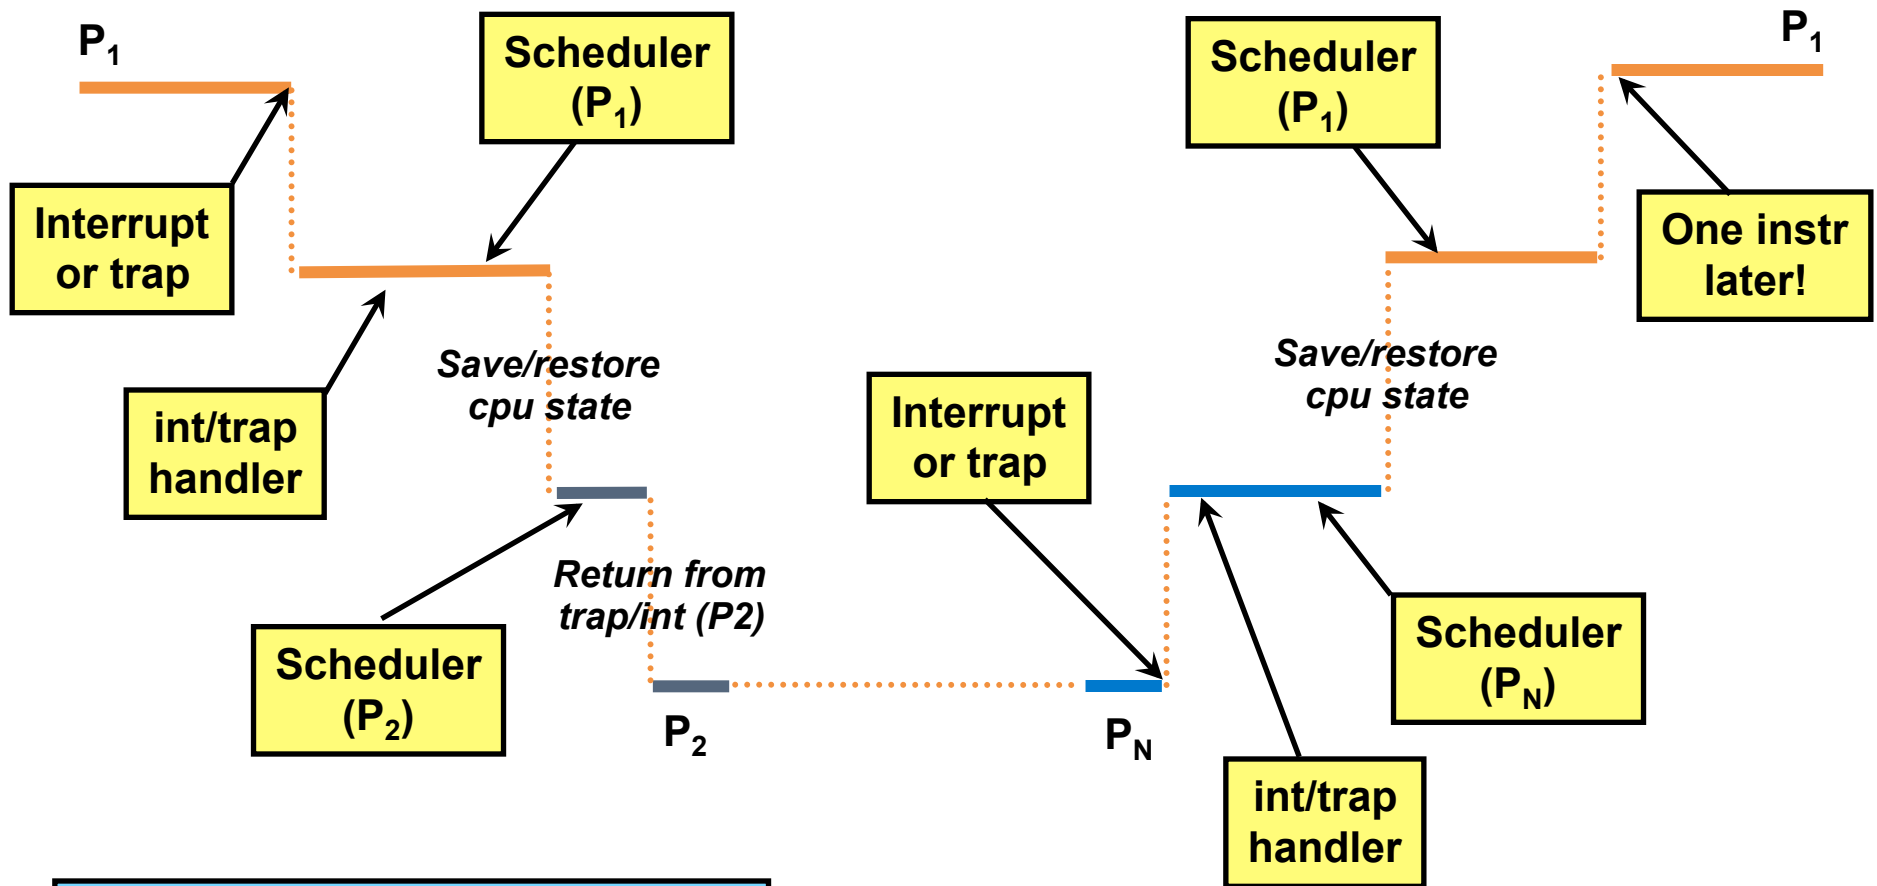 P₁
Scheduler
(P₁)
Scheduler
(P₁)
P₁
Interrupt
or trap
One instr
later!
Save/restore
cpu state
Save/restore
cpu state
int/trap
handler
Interrupt
or trap
Return from
trap/int (P2)
Scheduler
(P₂)
Scheduler
(Pₙ)
P₂
P_N
int/trap
handler